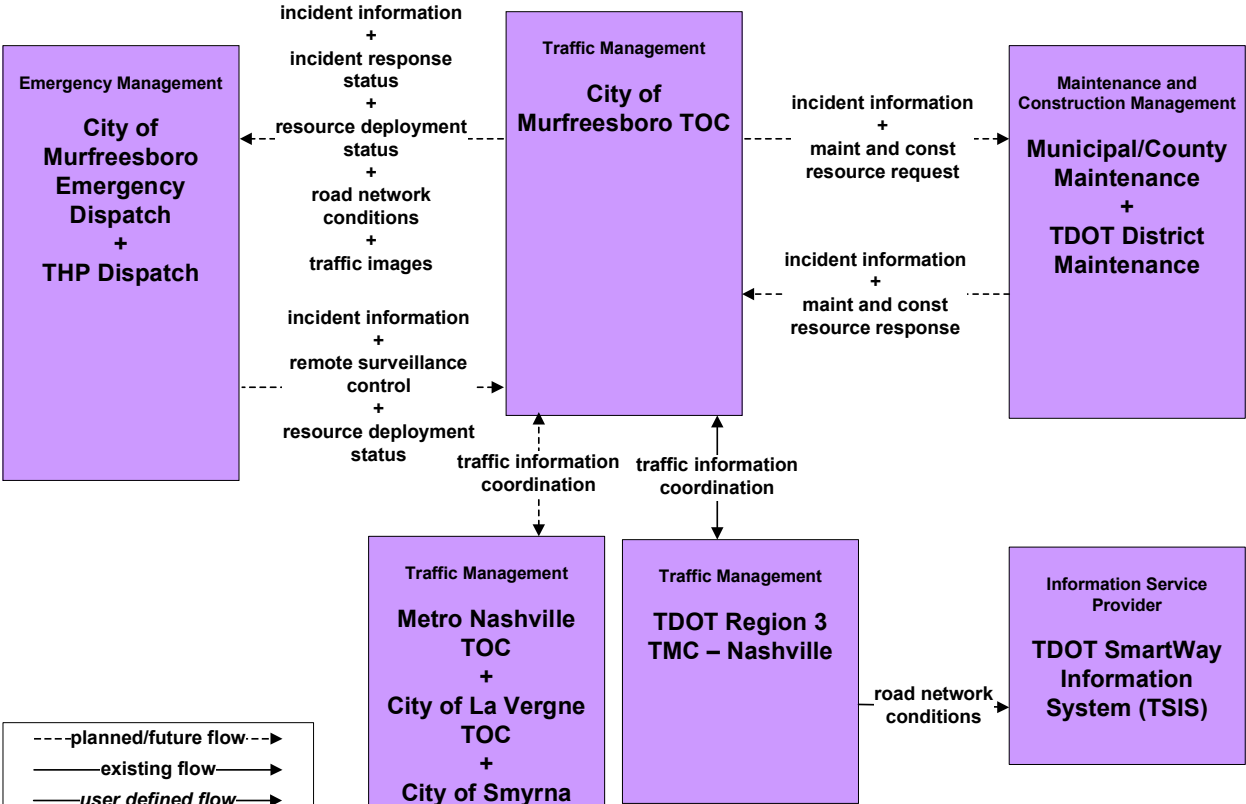 incident information
+
incident response
status
+
resource deployment
status
+
road network
conditions
+
traffic images
Emergency Management
City of
Murfreesboro
Emergency
Dispatch
+
THP Dispatch
Traffic Management
City of
Murfreesboro TOC
incident information
+
maint and const
resource request
Maintenance and
Construction Management
Municipal/County
Maintenance
+
TDOT District
Maintenance
incident information
+
maint and const
resource response
incident information
+
remote surveillance
control
+
resource deployment
status
traffic information
coordination
traffic information
coordination
Traffic Management
Metro Nashville
TOC
+
City of La Vergne
TOC
+
City of Smyrna
Traffic Management
TDOT Region 3
TMC – Nashville
road network
conditions
Information Service
Provider
TDOT SmartWay
Information
System (TSIS)
planned/future flow
existing flow
user defined flow